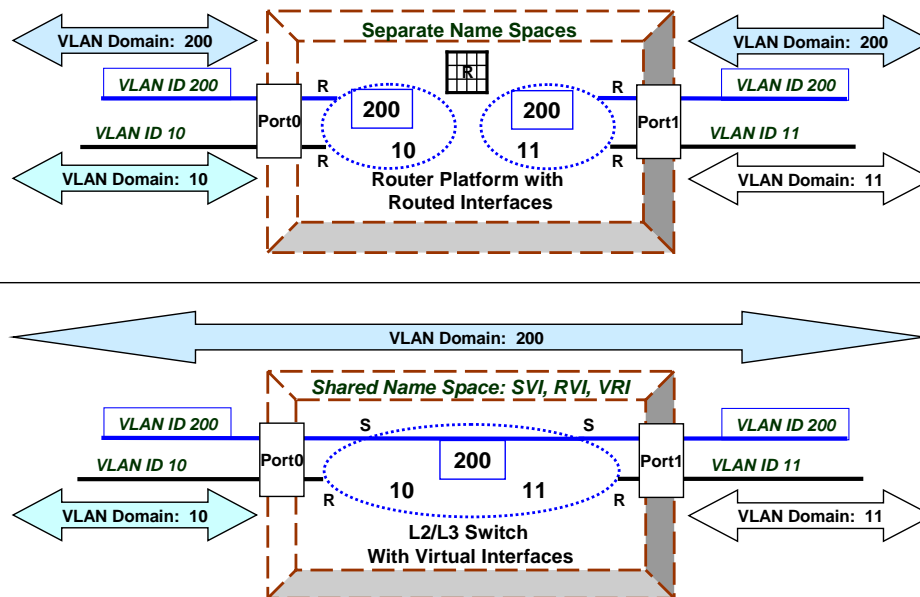 Separate Name Spaces
VLAN Domain: 200
VLAN Domain: 200
R
VLAN ID 200
R
R
VLAN ID 200
200
200
Port0
Port1
VLAN ID 10
VLAN ID 11
10
11
R
R
VLAN Domain: 10
Router Platform with
Routed Interfaces
VLAN Domain: 11
VLAN Domain: 200
Shared Name Space: SVI, RVI, VRI
VLAN ID 200
S
S
VLAN ID 200
Port0
200
Port1
VLAN ID 10
VLAN ID 11
10
11
R
R
VLAN Domain: 10
L2/L3 Switch
With Virtual Interfaces
VLAN Domain: 11